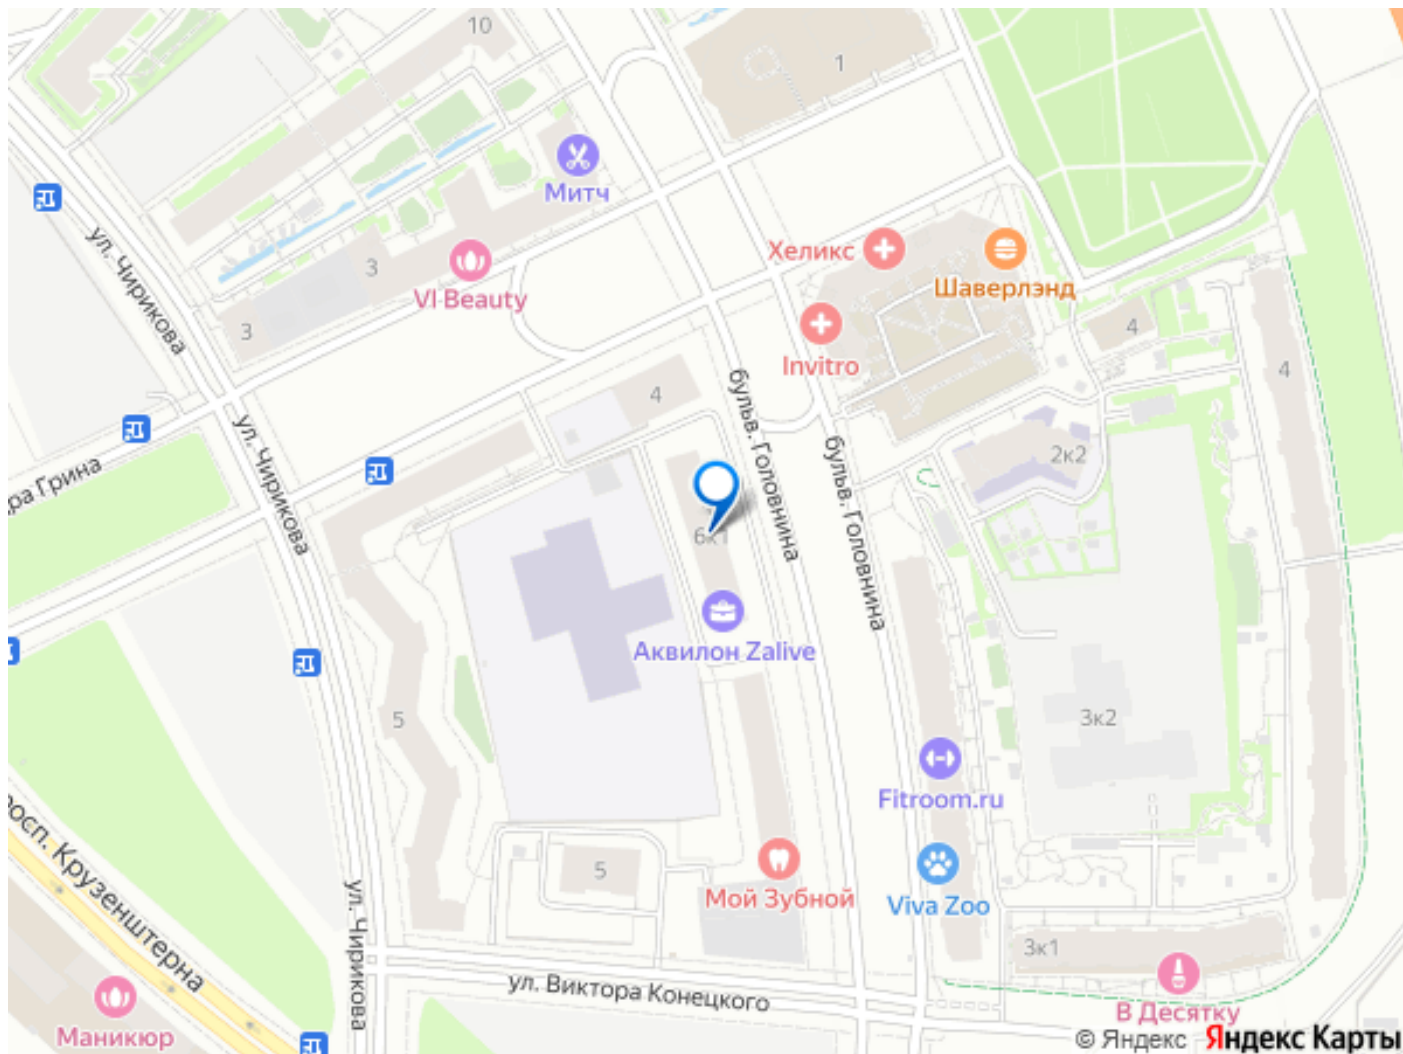 10
1
Митч
ул. Чирикова
Хеликс
3
Шаверлэнд
VI Beauty
3
4
Invitro
4
4
бульв. Головнина
ул. Чирикова
бульв. Головнина
2к2
ра Грина
6к1
Аквилон Zalive
5
3к2
Fitroom.ru
осп. Крузенштерна
5
Мой Зубной
Viva Zoo
ул. Чирикова
3к1
ул. Виктора Конецкого
В Десятку
Маникюр
© Яндекс Яндекс Карты